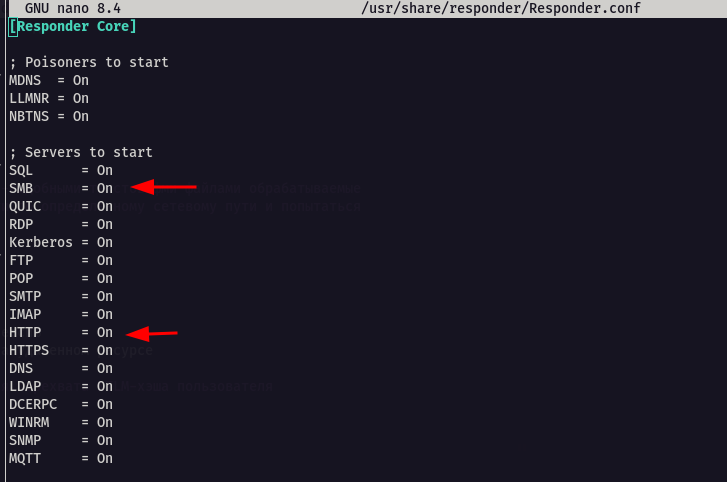 GNU nano 8.4 /usr/share/responder/Responder.conf
[Responder Core]
; Poisoners to start
MDNS = On
LLMNR = On
NBTNS = On
; Servers to start
SQL = On
SMB = On
QUIC = On
RDP = On
Kerberos = On
FTP = On
POP = On
SMTP = On
IMAP = On
HTTP = On
HTTPS = On
DNS = On
LDAP = On
DCERPC = On
WINRM = On
SNMP = On
MQTT = On